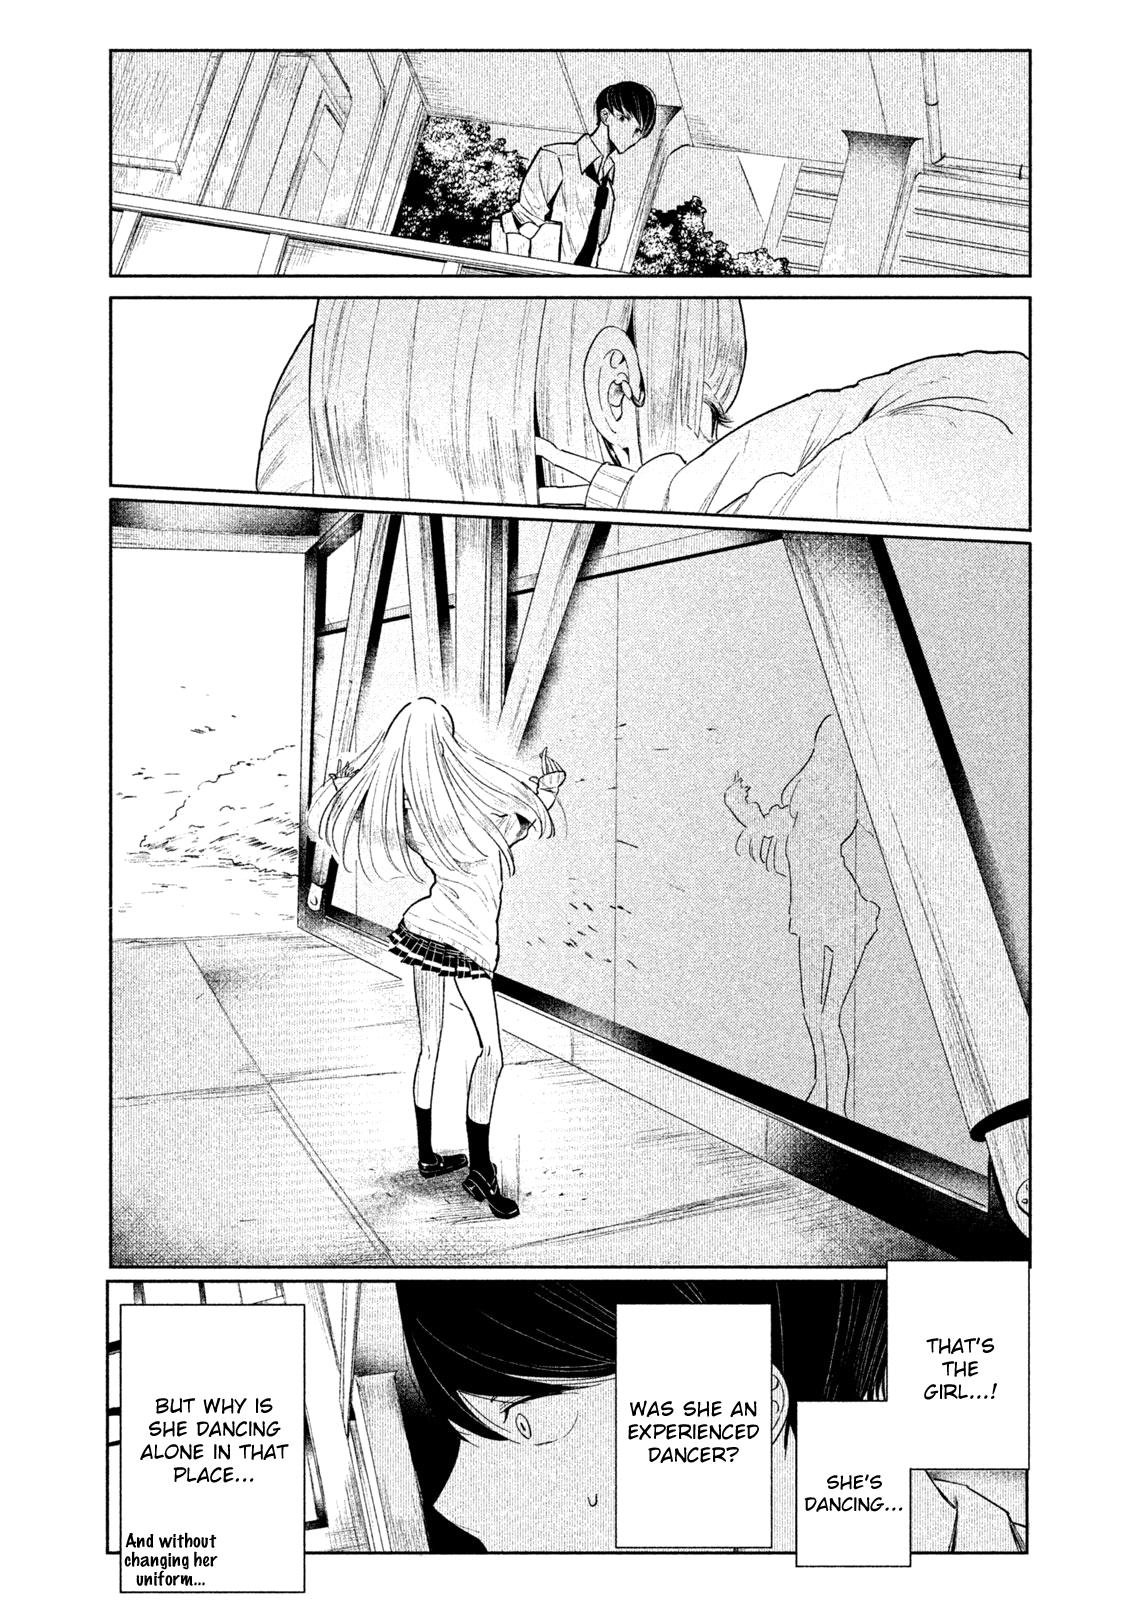 THAT'S
THE
GIRL...!
SHE'S
DANCING...
WAS SHE AN
EXPERIENCED
DANCER?
BUT WHY IS
SHE DANCING
ALONE IN THAT
PLACE...
And without
changing her
uniform...